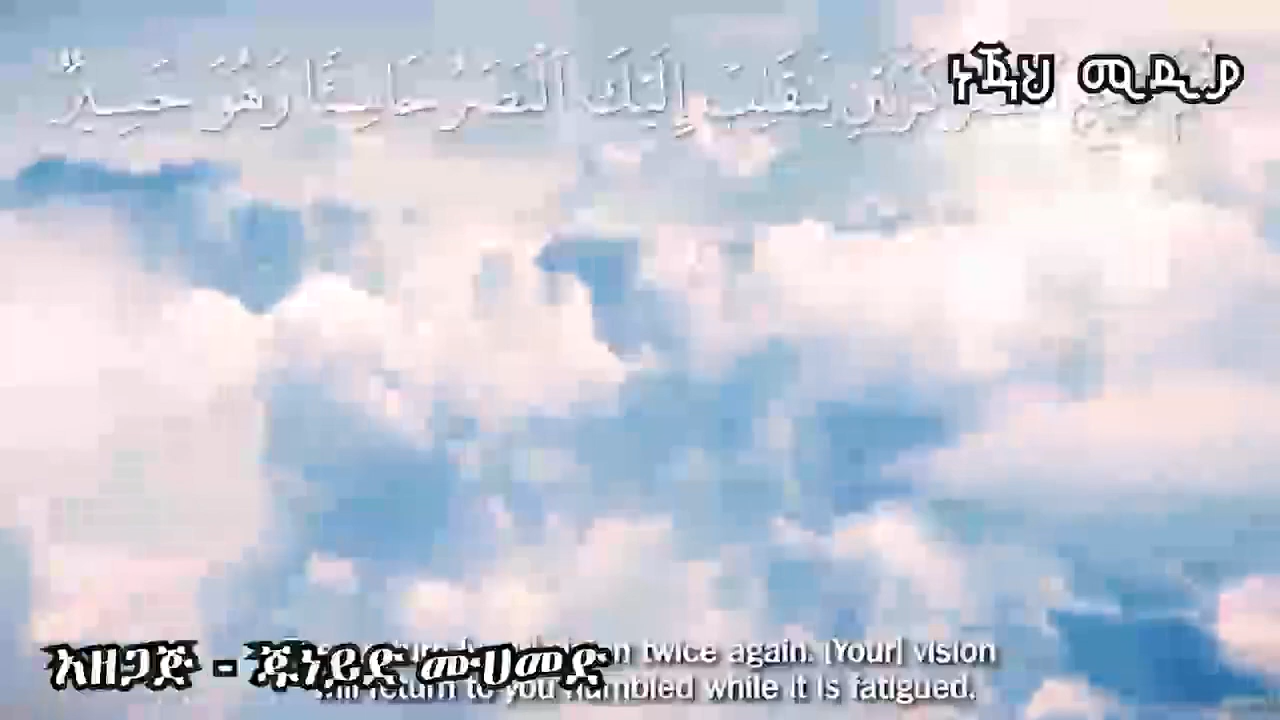 كَرَّتَيْنِ يَنقَلِبْ إِلَيْكَ ٱلْبَصَرُ خَاسِئًا وَهُوَ حَسِيرٌ
ነጃህ ሚዲያ
twice again. [Your] vision
will return to you humbled while it is fatigued.
አዘጋጅ - ጁነይድ ሙሀመድ